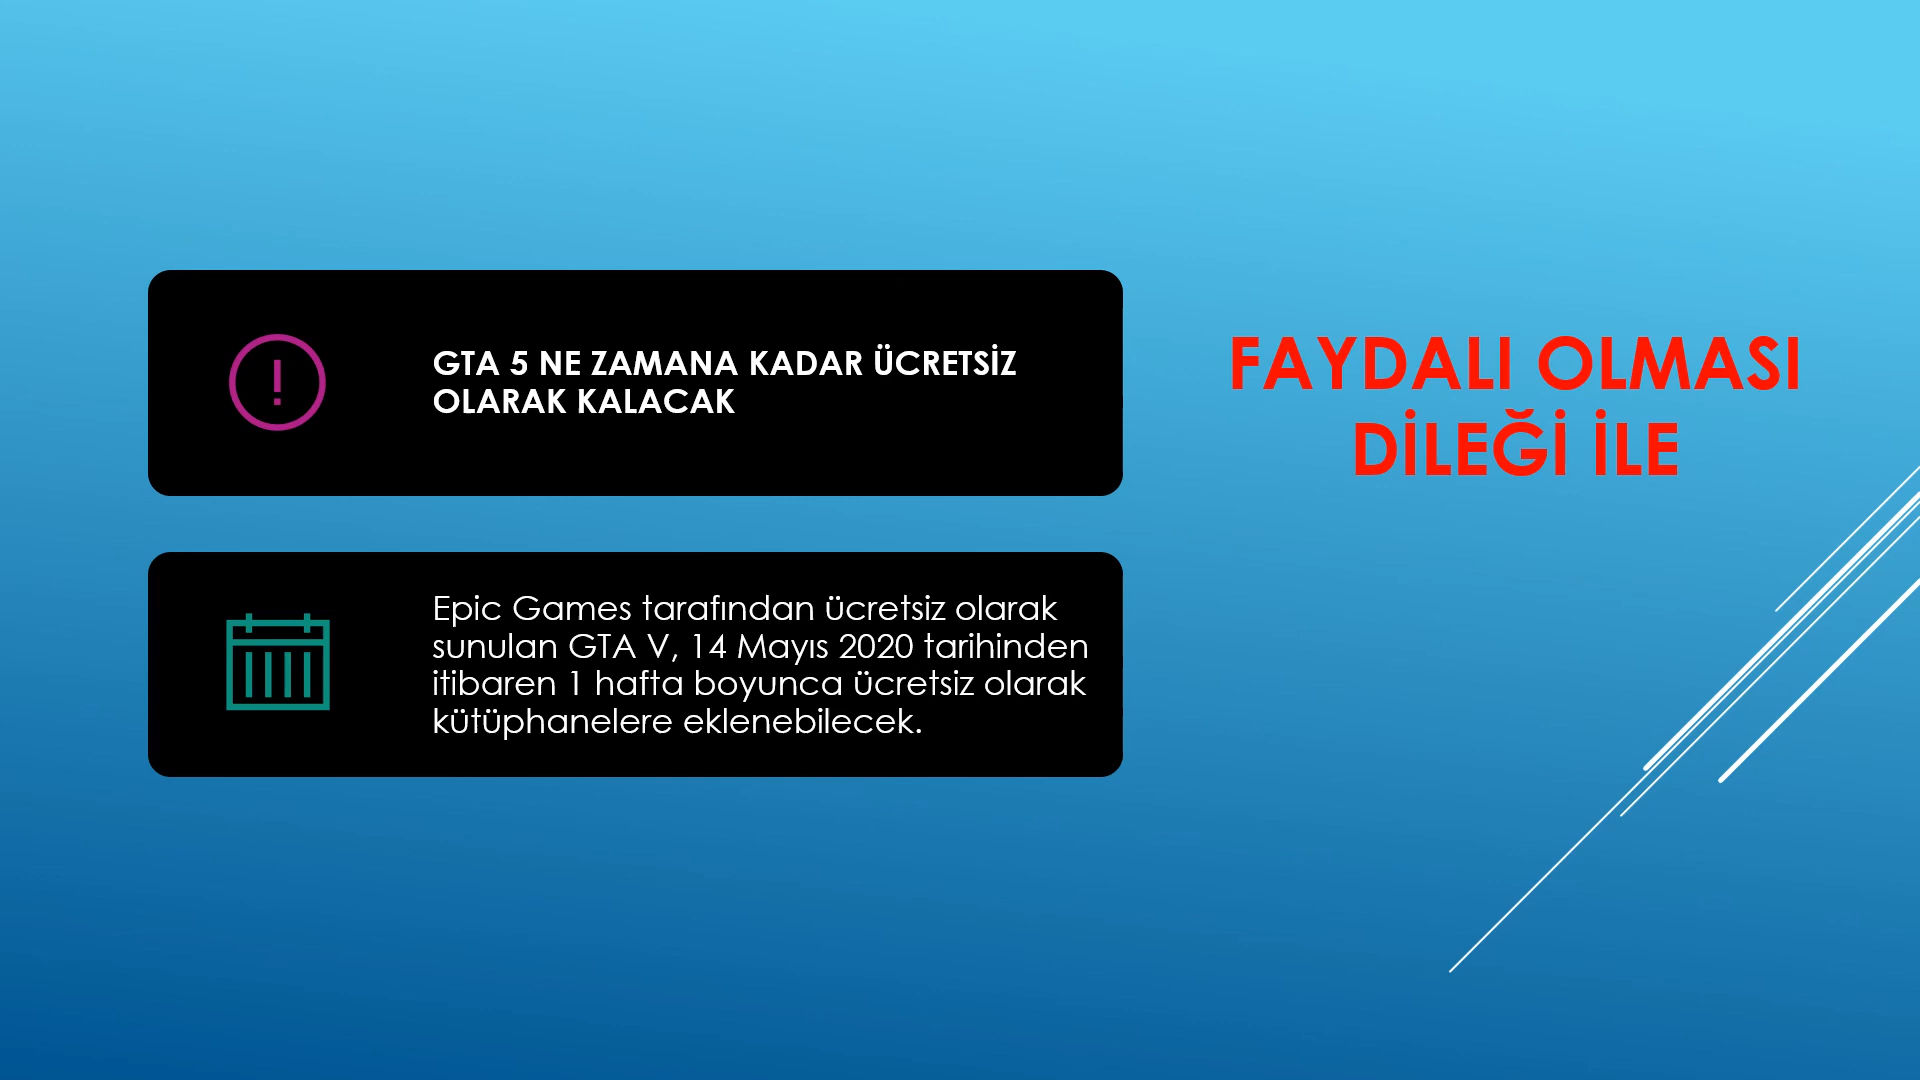 GTA 5 NE ZAMANA KADAR ÜCRETSİZ
OLARAK KALACAK
Epic Games tarafından ücretsiz olarak
sunulan GTA V, 14 Mayıs 2020 tarihinden
itibaren 1 hafta boyunca ücretsiz olarak
kütüphanelere eklenebilecek.
FAYDALI OLMASI
DİLEĞİ İLE